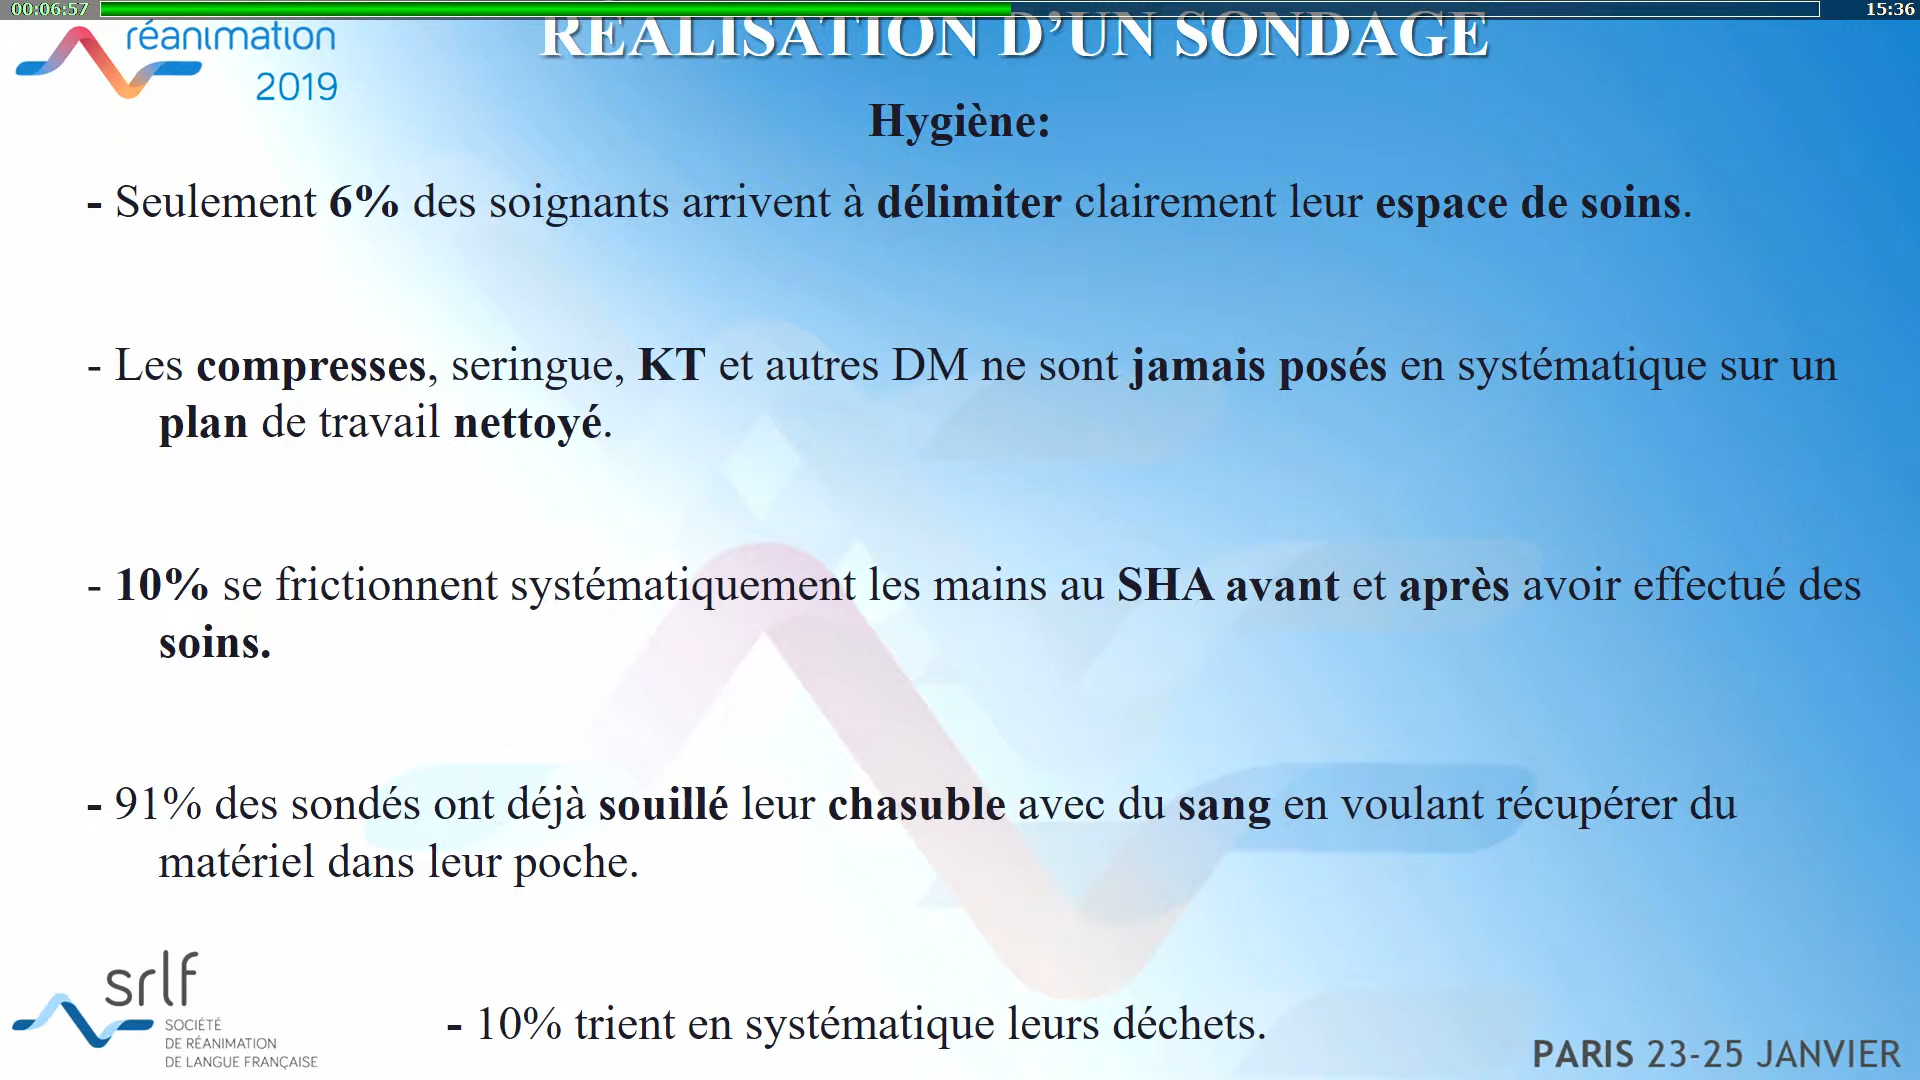 00:06:57
15:36
réanimation
2019
RÉALISATION D’UN SONDAGE
Hygiène:
- Seulement 6% des soignants arrivent à délimiter clairement leur espace de soins.
- Les compresses, seringue, KT et autres DM ne sont jamais posés en systématique sur un
plan de travail nettoyé.
- 10% se frictionnent systématiquement les mains au SHA avant et après avoir effectué des
soins.
- 91% des sondés ont déjà souillé leur chasuble avec du sang en voulant récupérer du
matériel dans leur poche.
- 10% trient en systématique leurs déchets.
srlf
SOCIÉTÉ
DE RÉANIMATION
DE LANGUE FRANÇAISE
PARIS 23-25 JANVIER